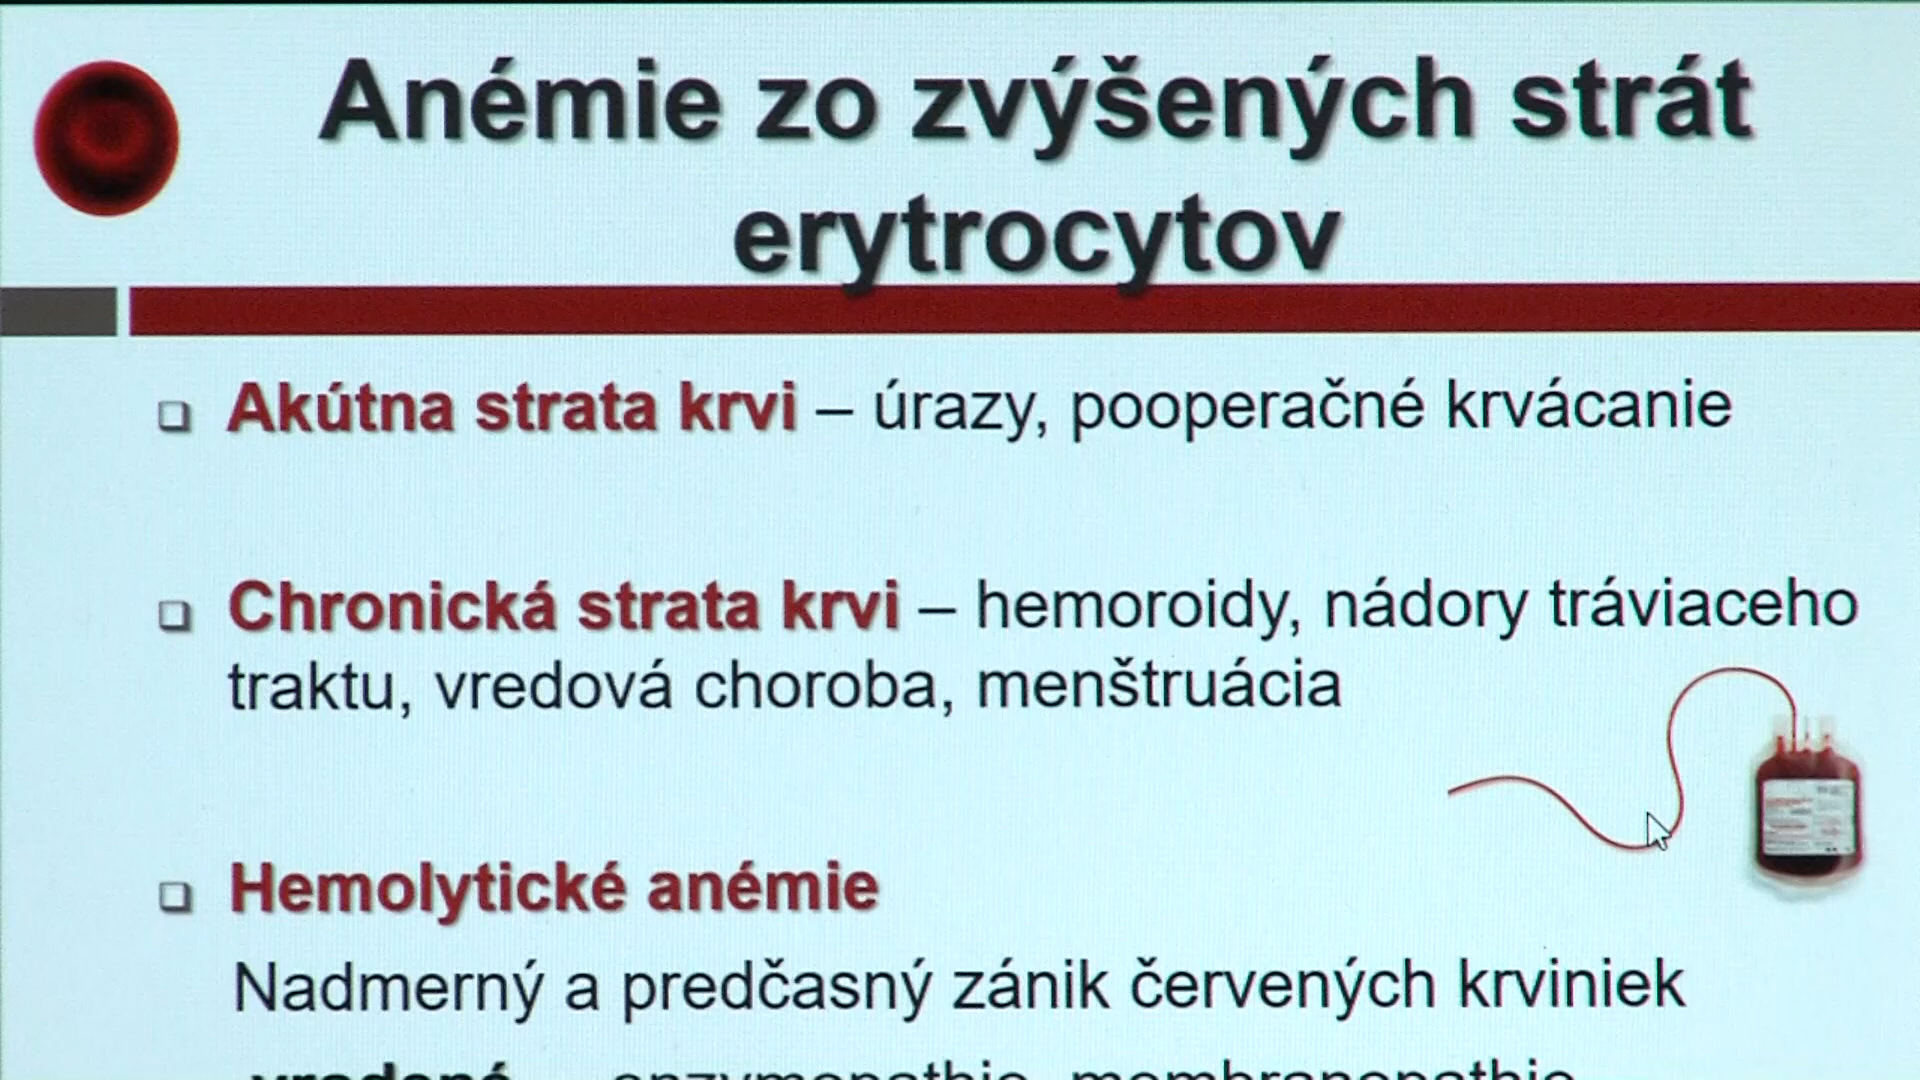 Anémie zo zvýšených strát
erytrocytov
Akútna strata krvi – úrazy, pooperačné krvácanie
Chronická strata krvi – hemoroidy, nádory tráviaceho
traktu, vredová choroba, menštruácia
Hemolytické anémie
Nadmerný a predčasný zánik červených krviniek